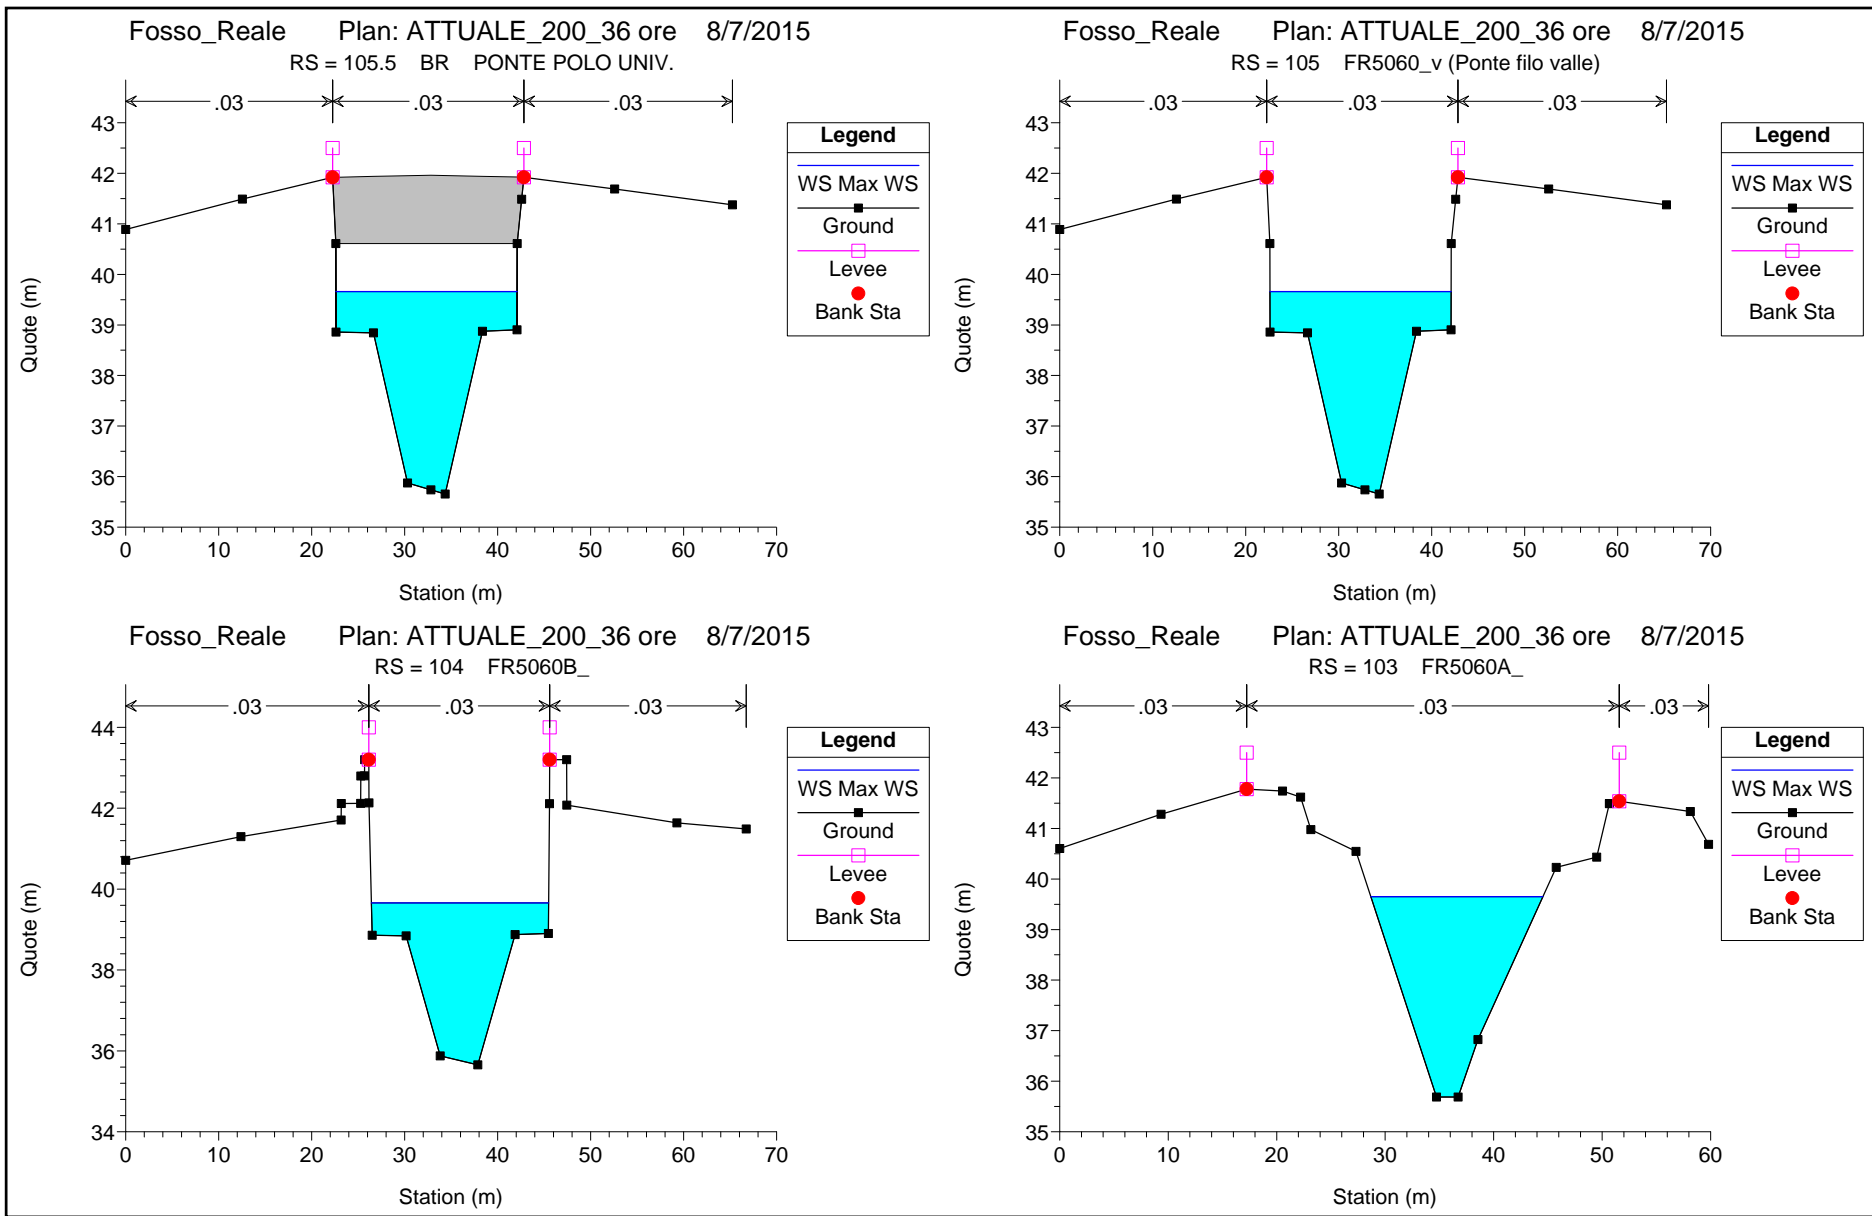 Fosso_Reale Plan: ATTUALE_200_36 ore 8/7/2015
RS = 105.5 BR PONTE POLO UNIV.
.03 .03 .03
43
42
41
40
39
38
37
36
35
0 10 20 30 40 50 60 70
Station (m)
Quote (m)
Legend
WS Max WS
Ground
Levee
Bank Sta
Fosso_Reale Plan: ATTUALE_200_36 ore 8/7/2015
RS = 105 FR5060_v (Ponte filo valle)
.03 .03 .03
43
42
41
40
39
38
37
36
35
0 10 20 30 40 50 60 70
Station (m)
Quote (m)
Legend
WS Max WS
Ground
Levee
Bank Sta
Fosso_Reale Plan: ATTUALE_200_36 ore 8/7/2015
RS = 104 FR5060B_
.03 .03 .03
44
42
40
38
36
34
0 10 20 30 40 50 60 70
Station (m)
Quote (m)
Legend
WS Max WS
Ground
Levee
Bank Sta
Fosso_Reale Plan: ATTUALE_200_36 ore 8/7/2015
RS = 103 FR5060A_
.03 .03 .03
43
42
41
40
39
38
37
36
35
0 10 20 30 40 50 60
Station (m)
Quote (m)
Legend
WS Max WS
Ground
Levee
Bank Sta